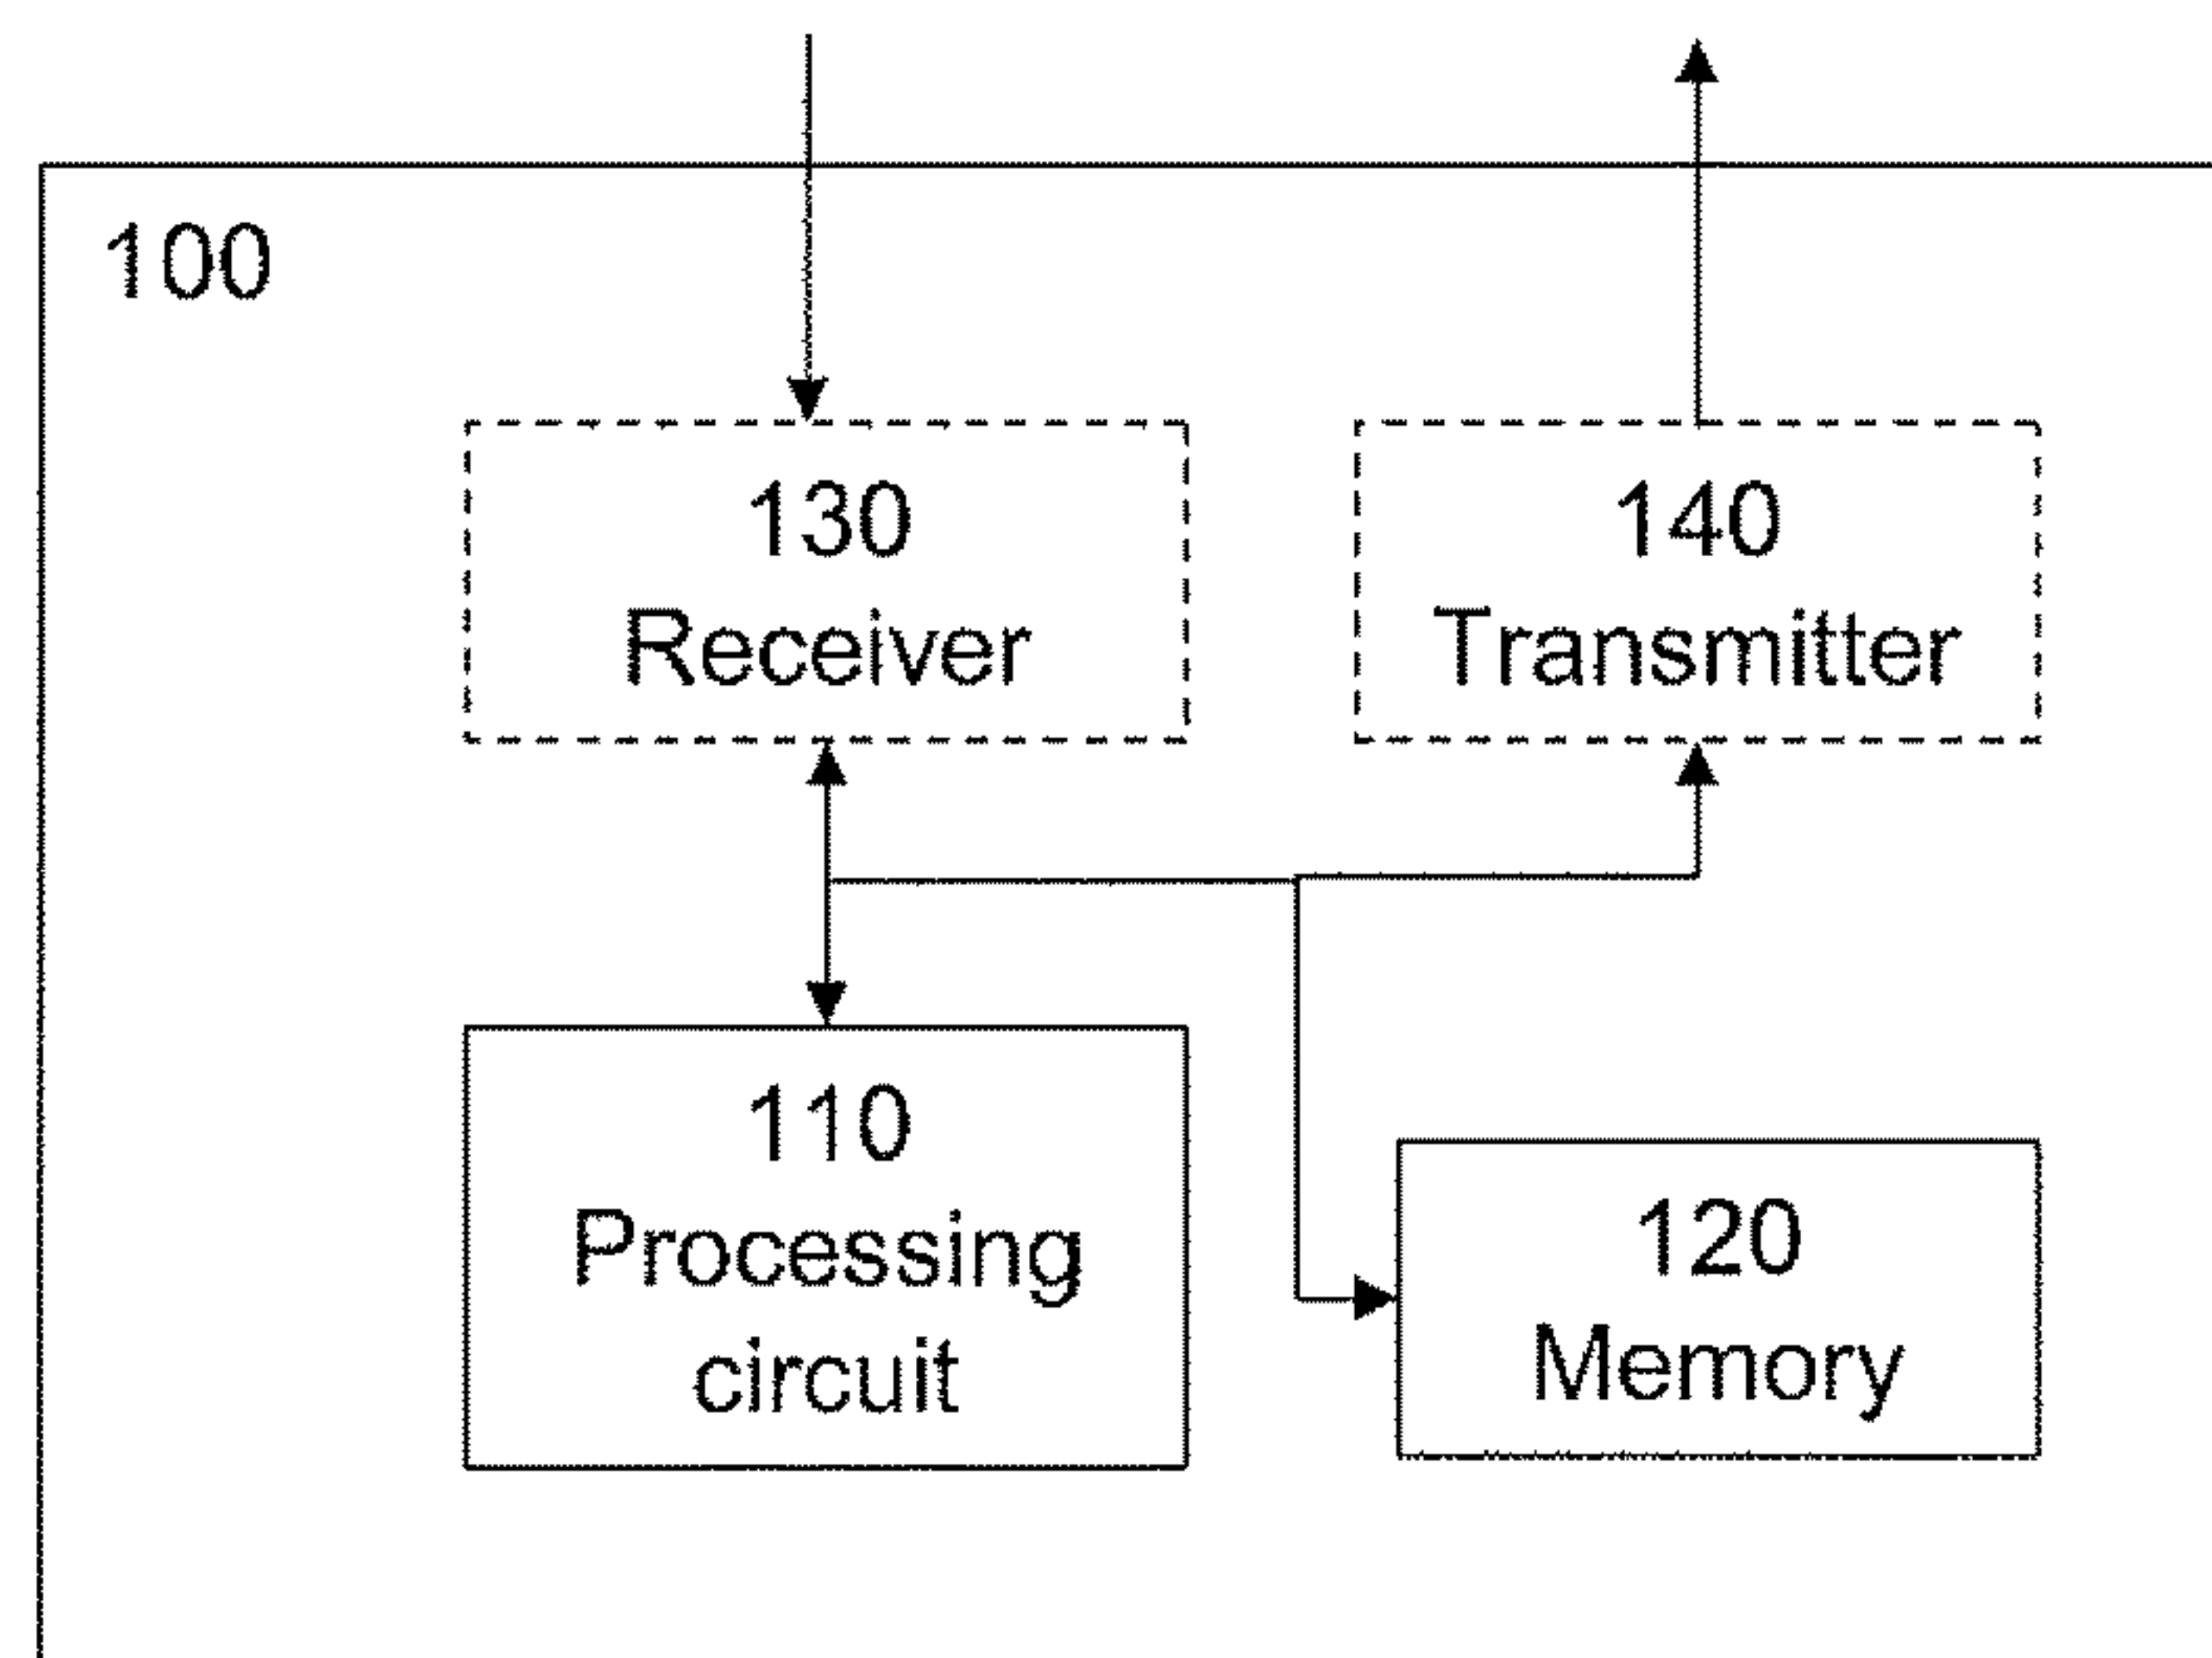 100
130
Receiver
140
Transmitter
110
Processing
circuit
120
Memory